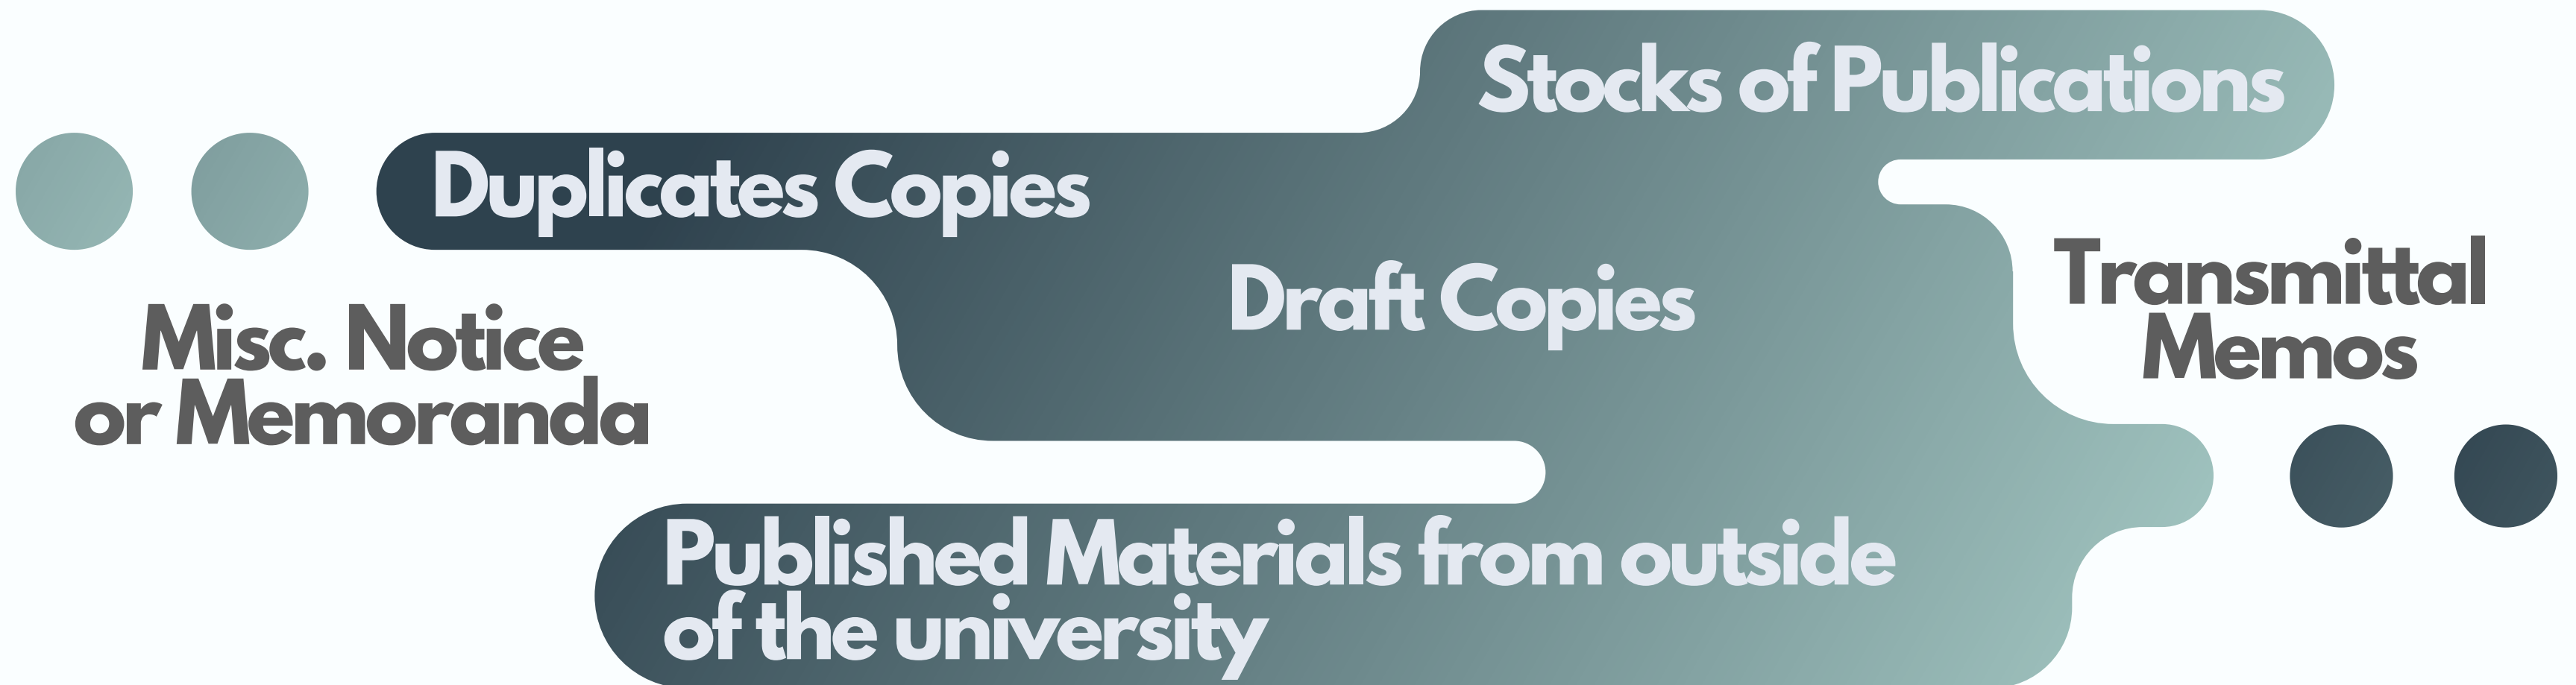 Stocks of Publications
Duplicates Copies
Draft Copies
Transmittal
Memos
Misc. Notice
or Memoranda
Published Materials from outside
of the university